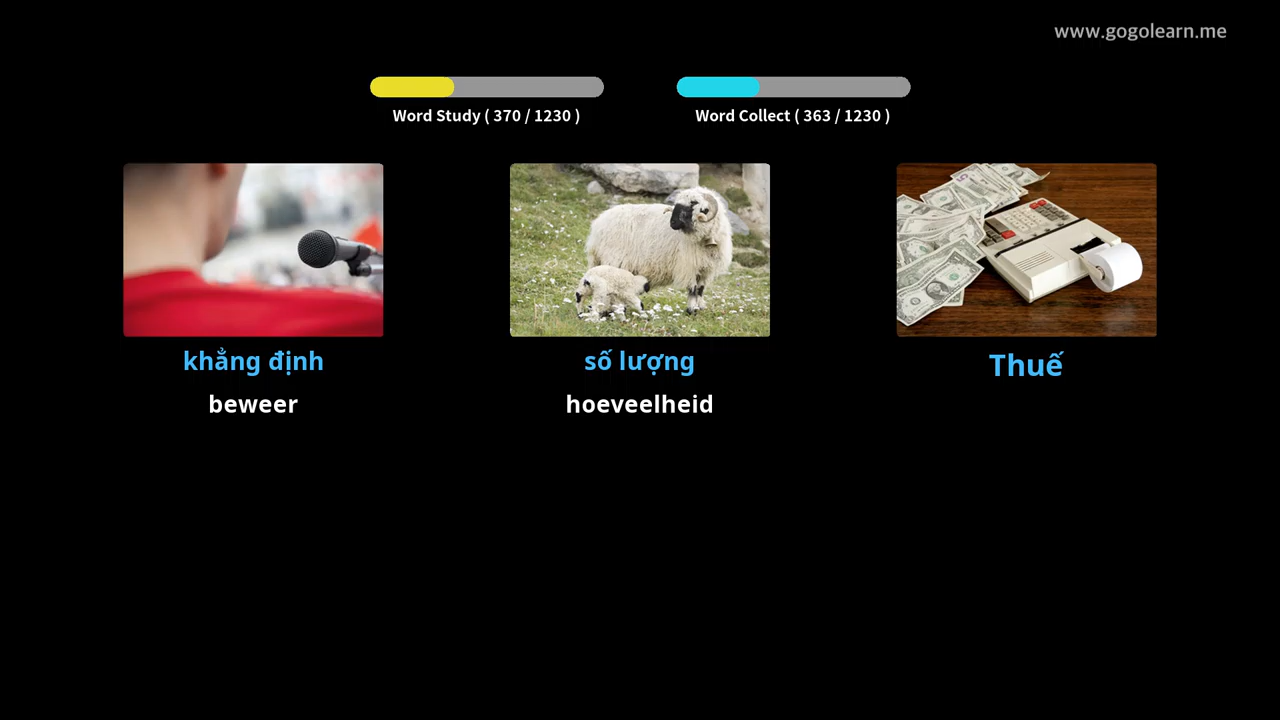 www.gogolearn.me
Word Study ( 370 / 1230 )
Word Collect ( 363 / 1230 )
khẳng định
beweer
số lượng
hoeveelheid
Thuế